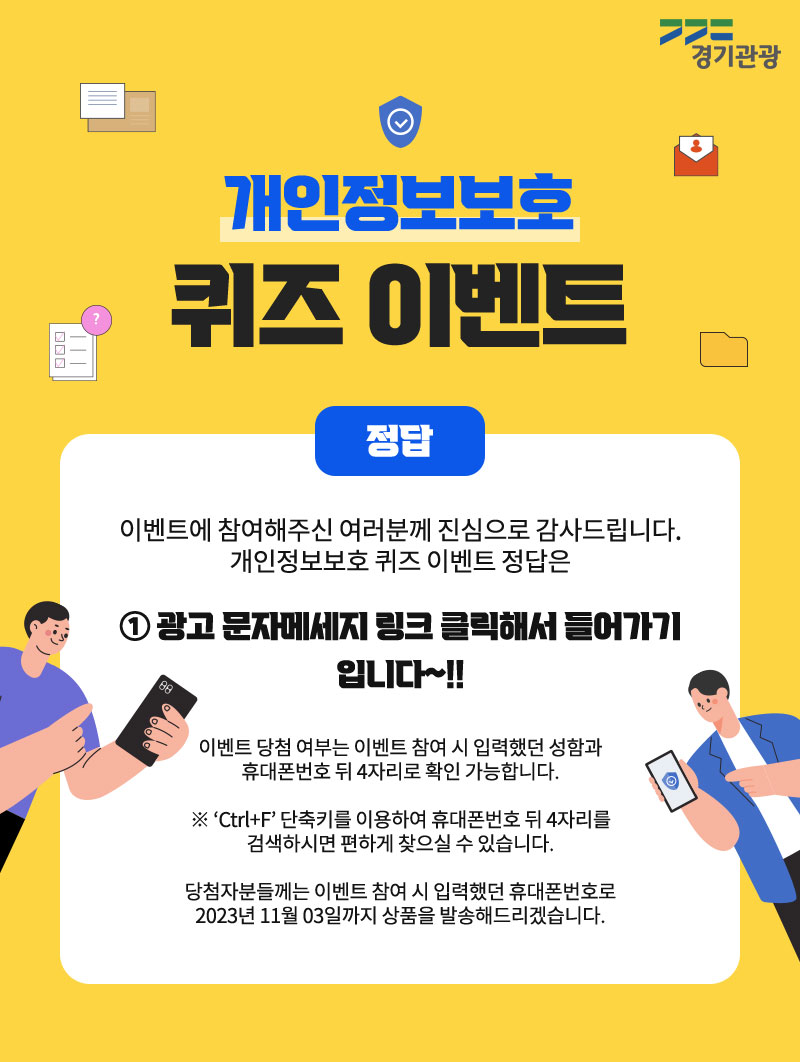 경기관광
개인정보보호
퀴즈 이벤트
?
정답
이벤트에 참여해주신 여러분께 진심으로 감사드립니다.
개인정보보호 퀴즈 이벤트 정답은
① 광고 문자메세지 링크 클릭해서 들어가기
입니다~!!
이벤트 당첨 여부는 이벤트 참여 시 입력했던 성함과
휴대폰번호 뒤 4자리로 확인 가능합니다.
※ ‘Ctrl+F’ 단축키를 이용하여 휴대폰번호 뒤 4자리를
검색하시면 편하게 찾으실 수 있습니다.
당첨자분들께는 이벤트 참여 시 입력했던 휴대폰번호로
2023년 11월 03일까지 상품을 발송해드리겠습니다.